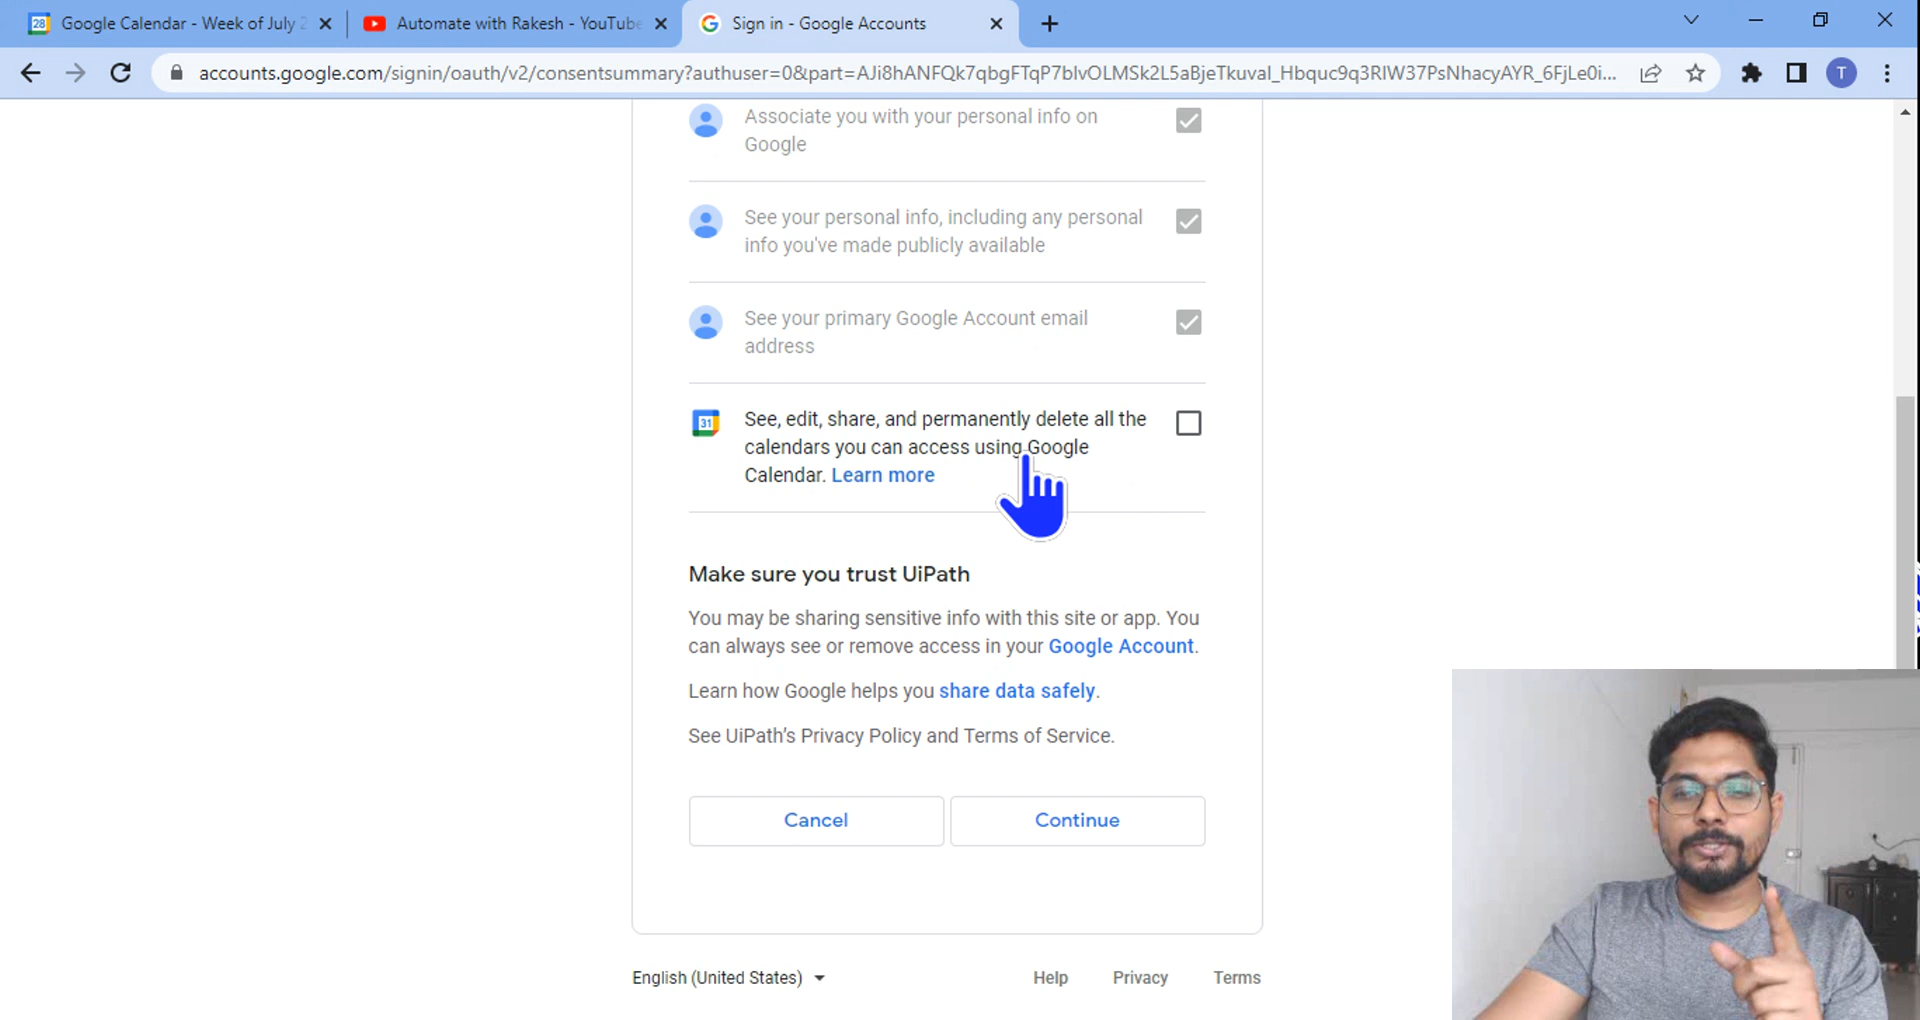 28 Google Calendar - Week of July 2
Automate with Rakesh - YouTube
Sign in - Google Accounts
accounts.google.com/signin/oauth/v2/consentsummary?authuser=0&part=
T
Associate you with your personal info on
Google
See your personal info, including any personal
info you've made publicly available
See your primary Google Account email
address
31
See, edit, share, and permanently delete all the
calendars you can access using Google
Calendar. Learn more
Make sure you trust UiPath
You may be sharing sensitive info with this site or app. You
can always see or remove access in your Google Account.
Learn how Google helps you share data safely.
See UiPath's Privacy Policy and Terms of Service.
Cancel
Continue
English (United States)
Help
Privacy
Terms